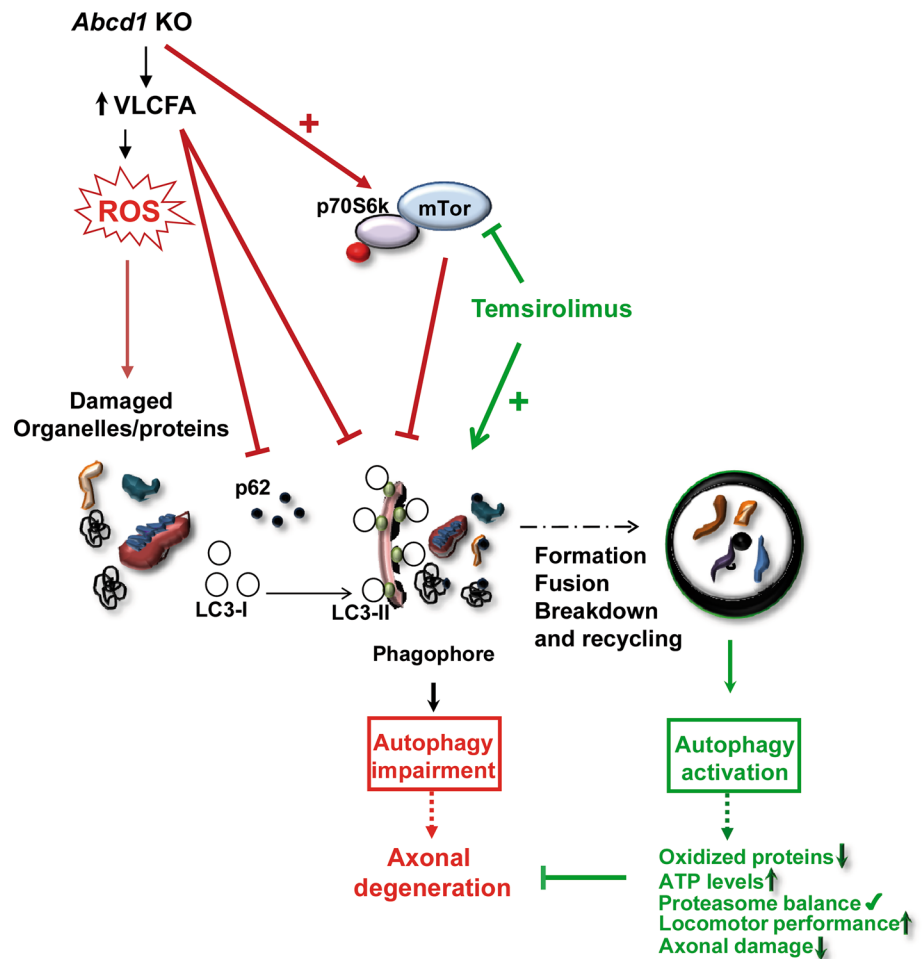 Abcd1 KO
↑ VLCFA
+
ROS
p70S6k
mTor
Temsirolimus
+
Damaged
Organelles/proteins
p62
LC3-I
LC3-II
Formation
Fusion
Breakdown
and recycling
Phagophore
Autophagy
impairment
Autophagy
activation
Axonal
degeneration
Oxidized proteins ↓
ATP levels ↑
Proteasome balance ✓
Locomotor performance ↑
Axonal damage ↓